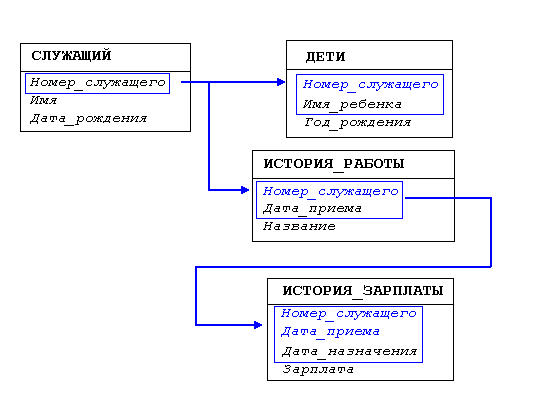 СЛУЖАЩИЙ
Номер_служащего
Имя
Дата_рождения
ДЕТИ
Номер_служащего
Имя_ребенка
Год_рождения
ИСТОРИЯ_РАБОТЫ
Номер_служащего
Дата_приема
Название
ИСТОРИЯ_ЗАРПЛАТЫ
Номер_служащего
Дата_приема
Дата_назначения
Зарплата